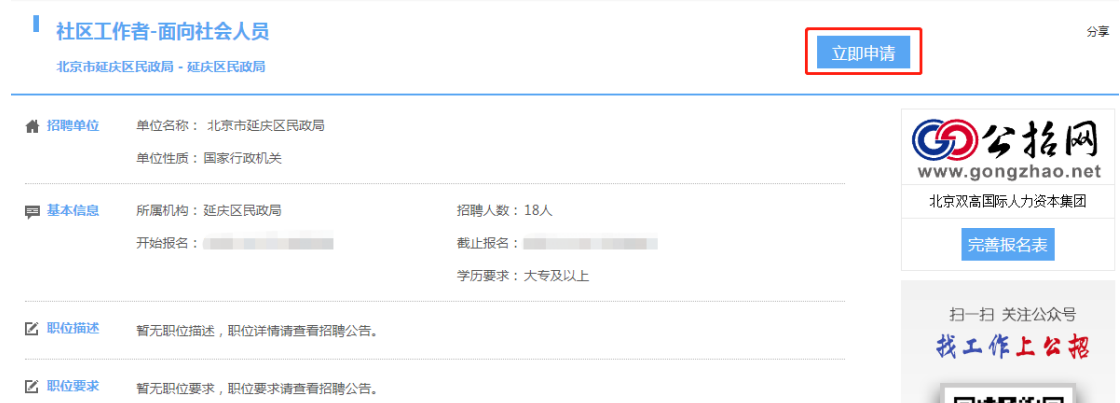 社区工作者-面向社会人员
北京市延庆区民政局 - 延庆区民政局
立即申请
分享
招聘单位
单位名称： 北京市延庆区民政局
单位性质：国家行政机关
基本信息
所属机构：延庆区民政局
招聘人数：18人
开始报名：
截止报名：
学历要求：大专及以上
职位描述
暂无职位描述，职位详情请查看招聘公告。
职位要求
暂无职位要求，职位要求请查看招聘公告。
公招网
www.gongzhao.net
北京双高国际人力资本集团
完善报名表
扫一扫 关注公众号
找工作上公招